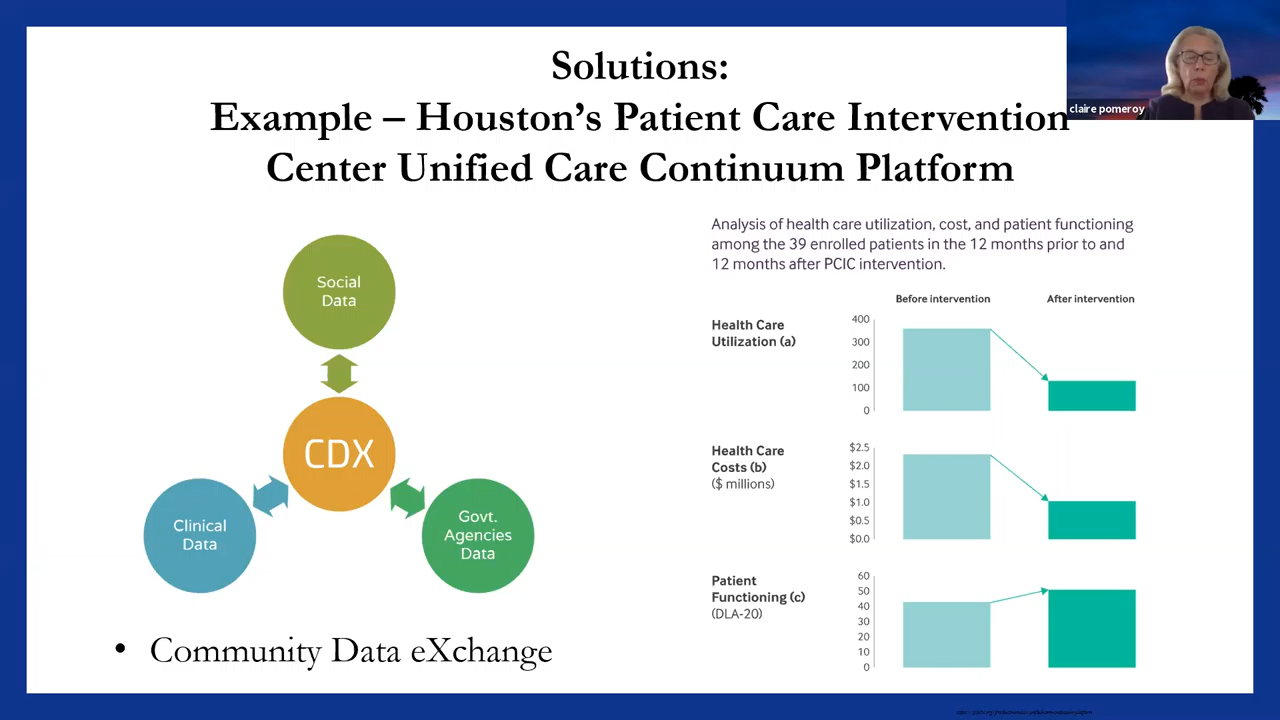 Solutions:
Example – Houston’s Patient Care Intervention
Center Unified Care Continuum Platform
claire pomeroy
Social
Data
CDX
Clinical
Data
Govt.
Agencies
Data
• Community Data eXchange
Analysis of health care utilization, cost, and patient functioning
among the 39 enrolled patients in the 12 months prior to and
12 months after PCIC intervention.
Before intervention
After intervention
Health Care
Utilization (a)
400
300
200
100
0
Health Care
Costs (b)
($ millions)
$2.5
$2.0
$1.5
$1.0
$0.5
$0.0
Patient
Functioning (c)
(DLA-20)
60
50
40
30
20
10
0